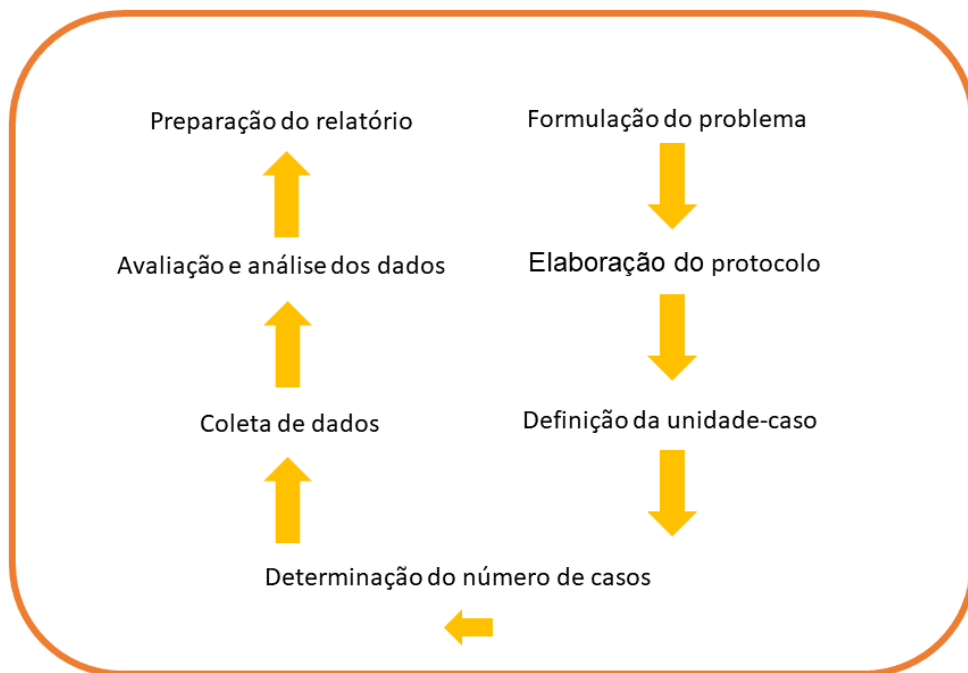 Preparação do relatório
Formulação do problema
Avaliação e análise dos dados
Elaboração do protocolo
Coleta de dados
Definição da unidade-caso
Determinação do número de casos